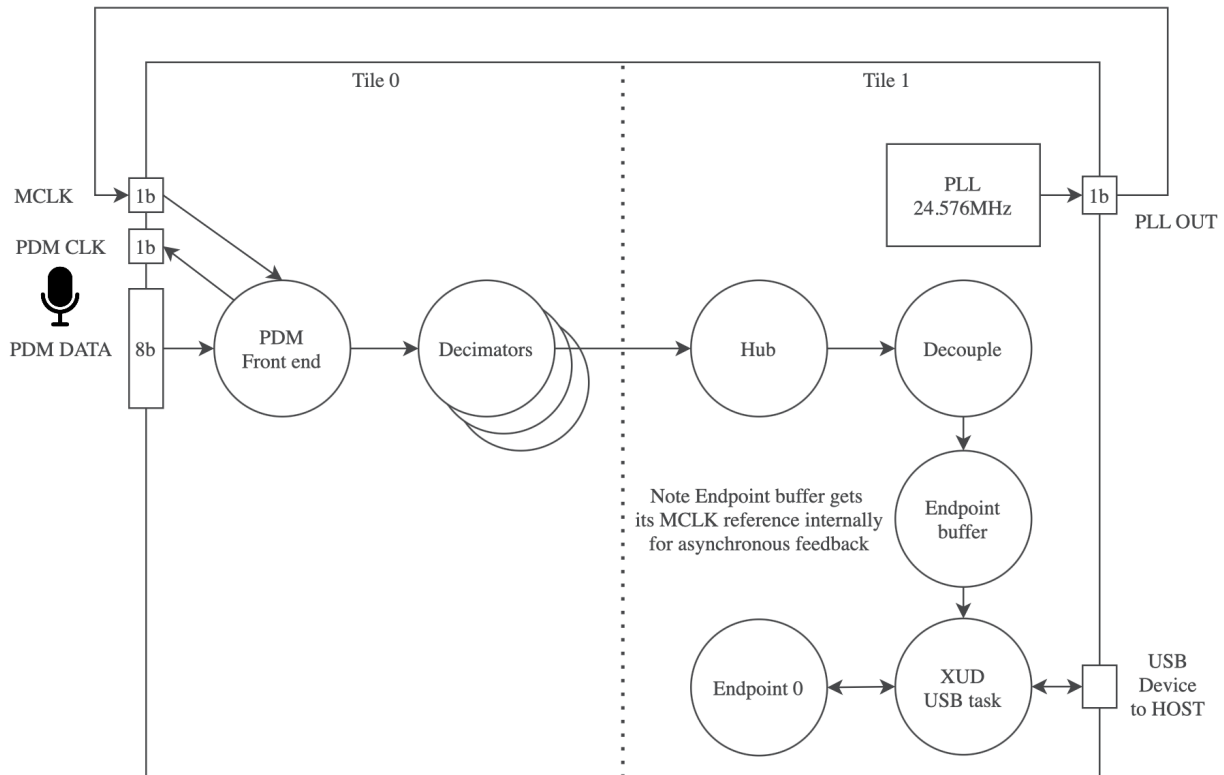 Tile 0
Tile 1
MCLK
1b
PLL
24.576MHz
1b
PLL OUT
PDM CLK
1b
PDM DATA
8b
PDM
Front end
Decimators
Hub
Decouple
Note Endpoint buffer gets
its MCLK reference internally
for asynchronous feedback
Endpoint
buffer
Endpoint 0
XUD
USB task
USB
Device
to HOST